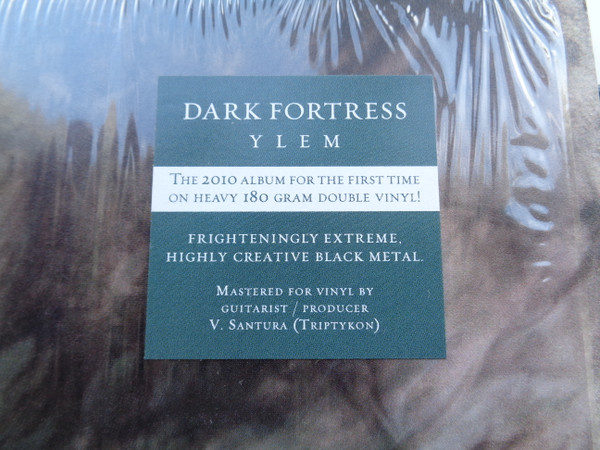 DARK FORTRESS
YLEM
THE 2010 ALBUM FOR THE FIRST TIME
ON HEAVY 180 GRAM DOUBLE VINYL!
FRIGHTENINGLY EXTREME,
HIGHLY CREATIVE BLACK METAL.
MASTERED FOR VINYL BY
GUITARIST / PRODUCER
V. SANTURA (TRIPTYKON)